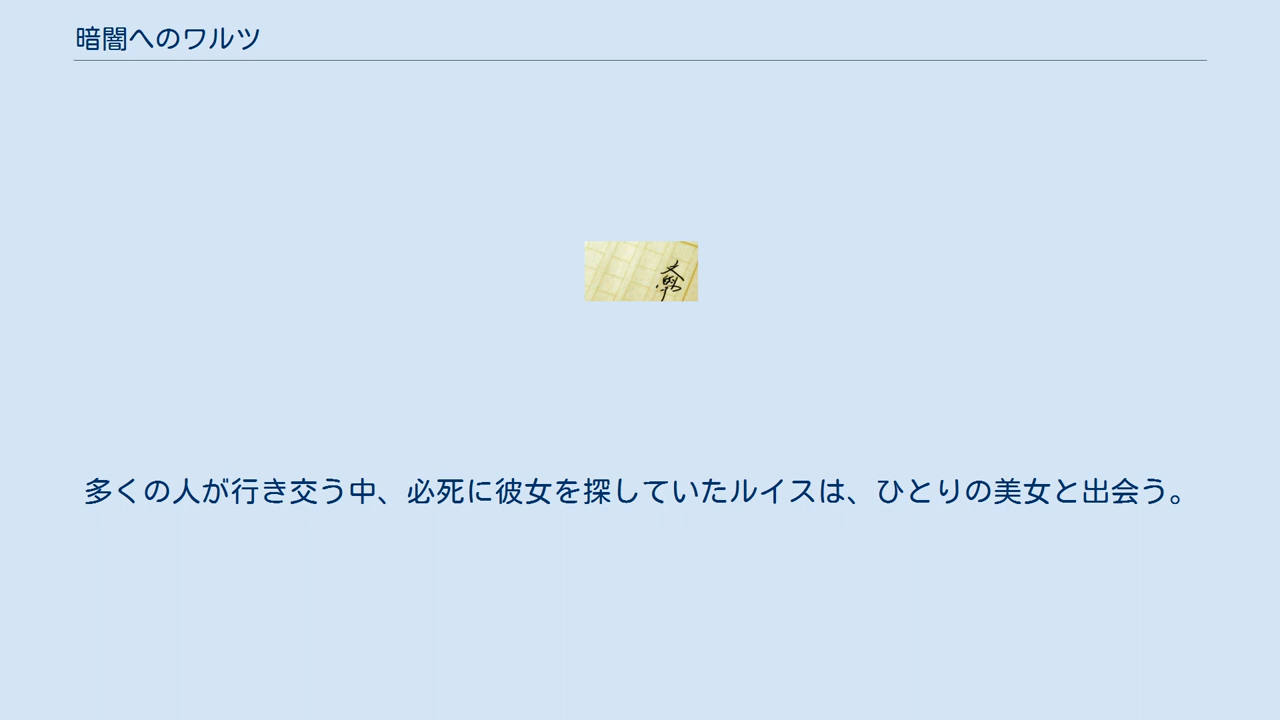 暗闇へのワルツ
多くの人が行き交う中、必死に彼女を探していたルイスは、ひとりの美女と出会う。